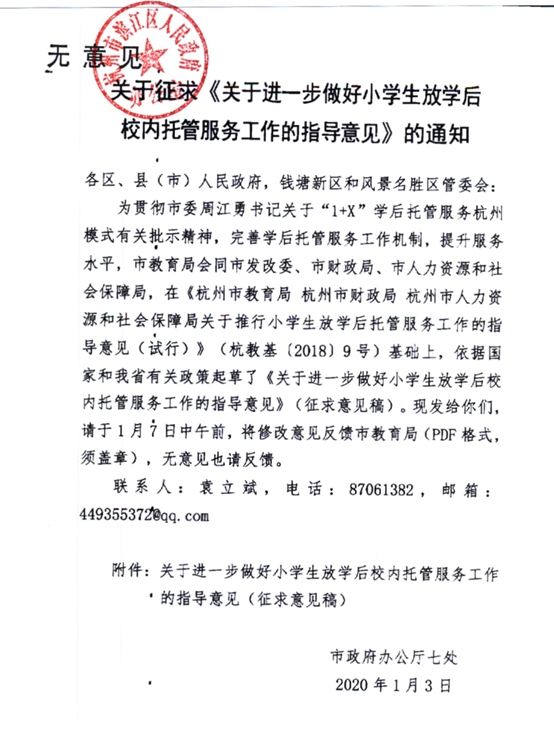 无意见
杭州市滨江区人民政府
办公室
关于征求《关于进一步做好小学生放学后
校内托管服务工作的指导意见》的通知
各区、县（市）人民政府，钱塘新区和风景名胜区管委会：
为贯彻市委周江勇书记关于“1+X”学后托管服务杭州
模式有关批示精神，完善学后托管服务工作机制，提升服务
水平，市教育局会同市发改委、市财政局、市人力资源和社
会保障局，在《杭州市教育局 杭州市财政局 杭州市人力资
源和社会保障局关于推行小学生放学后托管服务工作的指
导意见（试行）》（杭教基〔2018〕9号）基础上，依据国
家和我省有关政策起草了《关于进一步做好小学生放学后校
内托管服务工作的指导意见》（征求意见稿）。现发给你们，
请于1月7日中午前，将修改意见反馈市教育局（PDF格式，
须盖章），无意见也请反馈。
联系人：袁立斌，电话：87061382，邮箱：
449355372@qq.com
附件：关于进一步做好小学生放学后校内托管服务工作
的指导意见（征求意见稿）
市政府办公厅七处
2020年1月3日